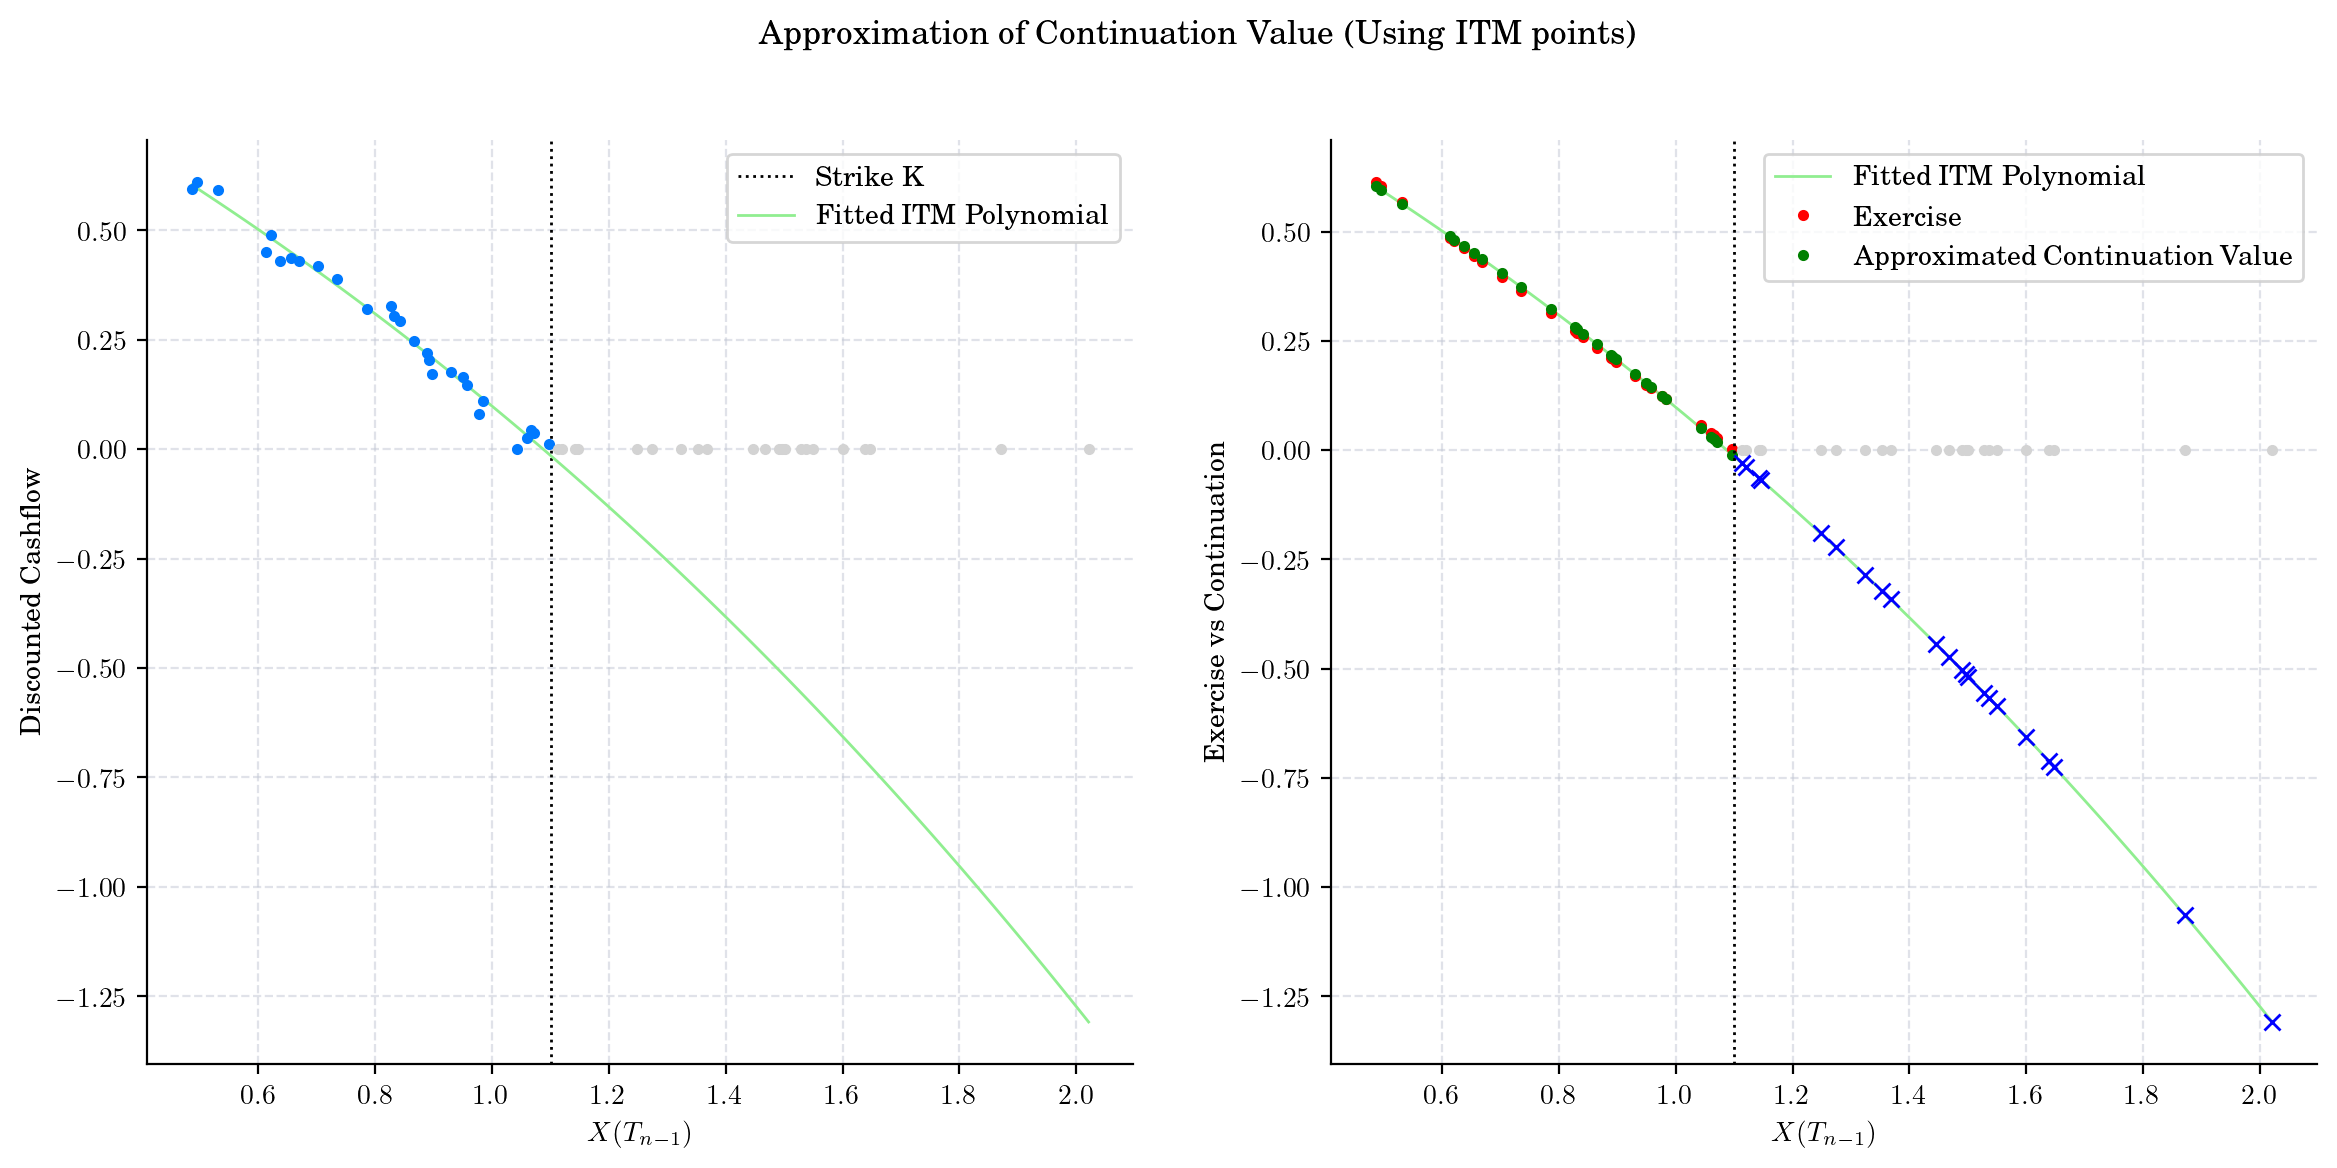 Approximation of Continuation Value (Using ITM points)
Discounted Cashflow
0.50
0.25
0.00
−0.25
−0.50
−0.75
−1.00
−1.25
0.6 0.8 1.0 1.2 1.4 1.6 1.8 2.0
X(Tn−1)
Strike K
Fitted ITM Polynomial
Exercise vs Continuation
0.50
0.25
0.00
−0.25
−0.50
−0.75
−1.00
−1.25
0.6 0.8 1.0 1.2 1.4 1.6 1.8 2.0
X(Tn−1)
Fitted ITM Polynomial
Exercise
Approximated Continuation Value